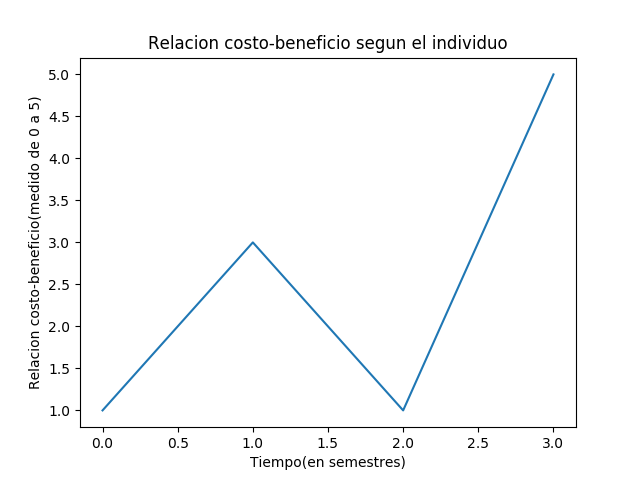 Relacion costo-beneficio segun el individuo
Relacion costo-beneficio(medido de 0 a 5)
5.0
4.5
4.0
3.5
3.0
2.5
2.0
1.5
1.0
0.0 0.5 1.0 1.5 2.0 2.5 3.0
Tiempo(en semestres)